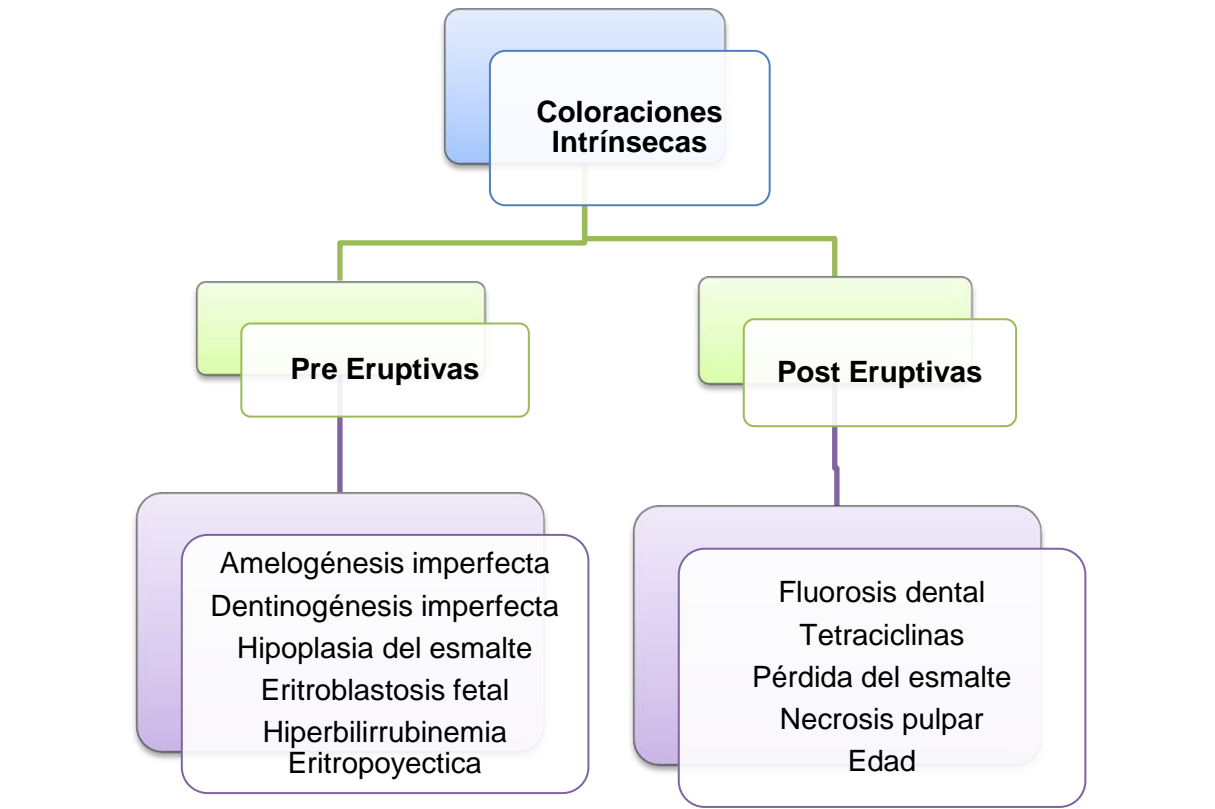 Coloraciones
Intrínsecas
Pre Eruptivas
Post Eruptivas
Amelogénesis imperfecta
Dentinogénesis imperfecta
Hipoplasia del esmalte
Eritroblastosis fetal
Hiperbilirrubinemia
Eritropoyectica
Fluorosis dental
Tetraciclinas
Pérdida del esmalte
Necrosis pulpar
Edad